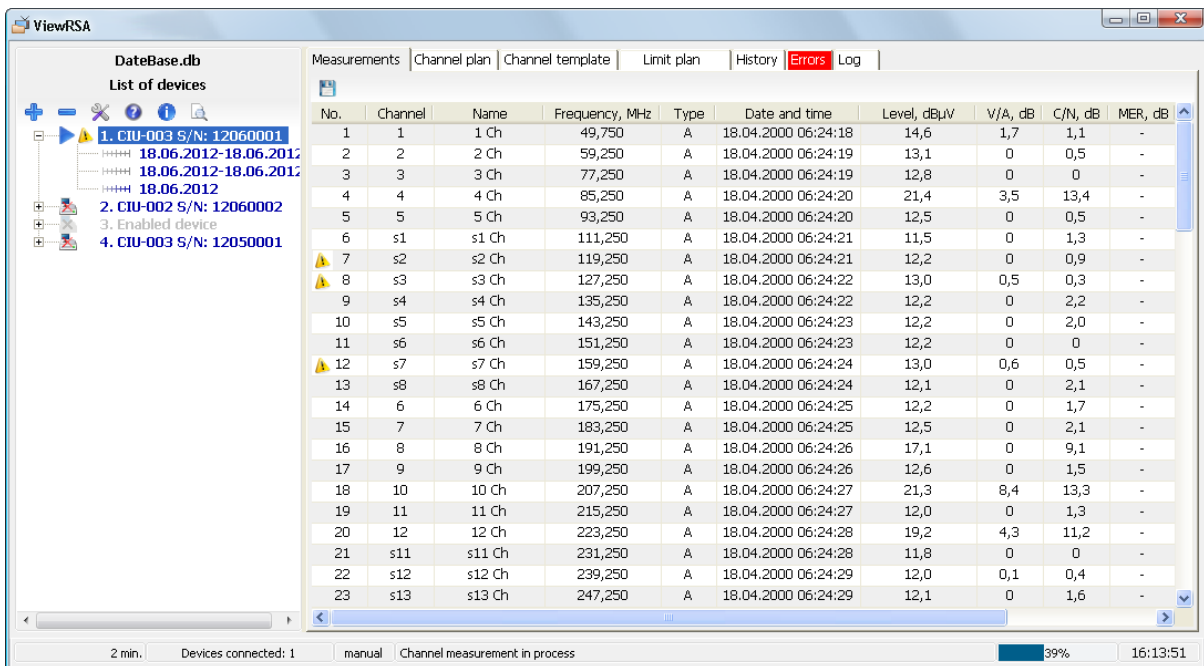 ViewRSA
DateBase.db
List of devices
1. CIU-003 S/N: 12060001
18.06.2012-18.06.2012
18.06.2012-18.06.2012
18.06.2012
2. CIU-002 S/N: 12060002
3. Enabled device
4. CIU-003 S/N: 12050001
Measurements Channel plan Channel template Limit plan History Errors Log
No. Channel Name Frequency, MHz Type Date and time Level, dBµV V/A, dB C/N, dB MER, dB
1 1 1 Ch 49,750 A 18.04.2000 06:24:18 14,6 1,7 1,1 -
2 2 2 Ch 59,250 A 18.04.2000 06:24:19 13,1 0 0,5 -
3 3 3 Ch 77,250 A 18.04.2000 06:24:19 12,8 0 0 -
4 4 4 Ch 85,250 A 18.04.2000 06:24:20 21,4 3,5 13,4 -
5 5 5 Ch 93,250 A 18.04.2000 06:24:20 12,5 0 0,5 -
6 s1 s1 Ch 111,250 A 18.04.2000 06:24:21 11,5 0 1,3 -
7 s2 s2 Ch 119,250 A 18.04.2000 06:24:21 12,2 0 0,9 -
8 s3 s3 Ch 127,250 A 18.04.2000 06:24:22 13,0 0,5 0,3 -
9 s4 s4 Ch 135,250 A 18.04.2000 06:24:22 12,2 0 2,2 -
10 s5 s5 Ch 143,250 A 18.04.2000 06:24:23 12,2 0 2,0 -
11 s6 s6 Ch 151,250 A 18.04.2000 06:24:23 12,2 0 0 -
12 s7 s7 Ch 159,250 A 18.04.2000 06:24:24 13,0 0,6 0,5 -
13 s8 s8 Ch 167,250 A 18.04.2000 06:24:24 12,1 0 2,1 -
14 6 6 Ch 175,250 A 18.04.2000 06:24:25 12,2 0 1,7 -
15 7 7 Ch 183,250 A 18.04.2000 06:24:25 12,5 0 2,1 -
16 8 8 Ch 191,250 A 18.04.2000 06:24:26 17,1 0 9,1 -
17 9 9 Ch 199,250 A 18.04.2000 06:24:26 12,6 0 1,5 -
18 10 10 Ch 207,250 A 18.04.2000 06:24:27 21,3 8,4 13,3 -
19 11 11 Ch 215,250 A 18.04.2000 06:24:27 12,0 0 1,3 -
20 12 12 Ch 223,250 A 18.04.2000 06:24:28 19,2 4,3 11,2 -
21 s11 s11 Ch 231,250 A 18.04.2000 06:24:28 11,8 0 0 -
22 s12 s12 Ch 239,250 A 18.04.2000 06:24:29 12,0 0,1 0,4 -
23 s13 s13 Ch 247,250 A 18.04.2000 06:24:29 12,1 0 1,6 -
2 min. Devices connected: 1 manual Channel measurement in process 39% 16:13:51